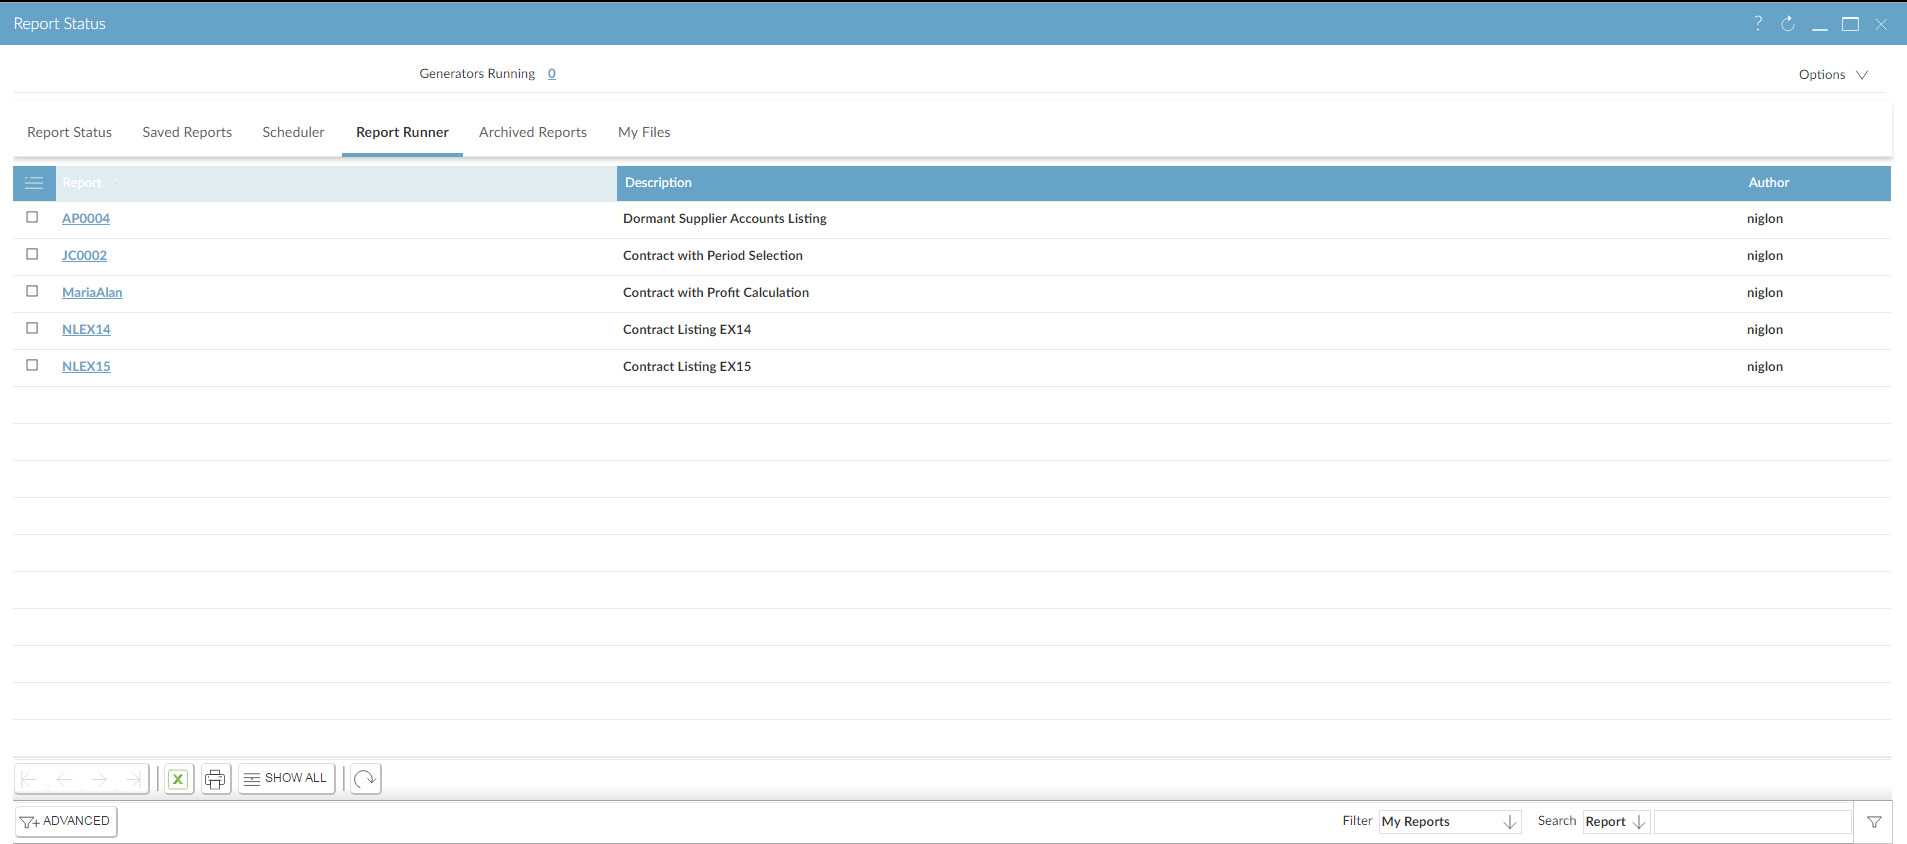 Report Status
?
Generators Running 0
Options
Report Status Saved Reports Scheduler Report Runner Archived Reports My Files
Report Description Author
AP0004 Dormant Supplier Accounts Listing niglon
JC0002 Contract with Period Selection niglon
MariaAlan Contract with Profit Calculation niglon
NLEX14 Contract Listing EX14 niglon
NLEX15 Contract Listing EX15 niglon
SHOW ALL
ADVANCED Filter My Reports Search Report